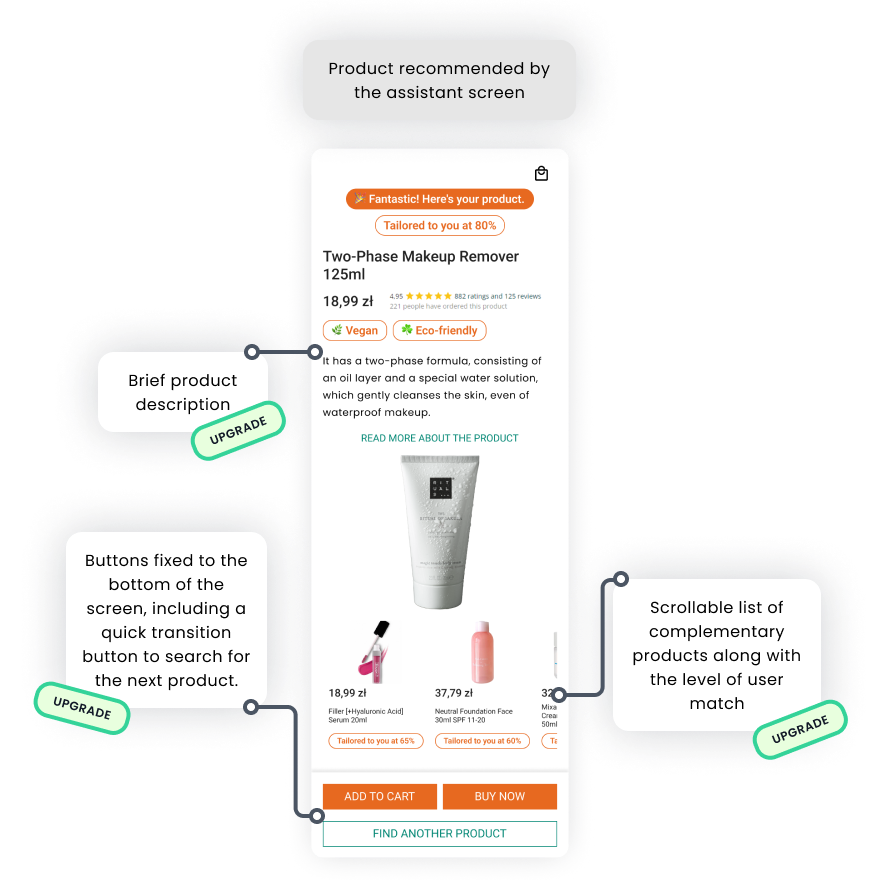 Product recommended by
the assistant screen
Fantastic! Here's your product.
Tailored to you at 80%
Two-Phase Makeup Remover
125ml
18,99 zł
4,95
882 ratings and 125 reviews
221 people have ordered this product
Vegan
Eco-friendly
It has a two-phase formula, consisting of
an oil layer and a special water solution,
which gently cleanses the skin, even of
waterproof makeup.
READ MORE ABOUT THE PRODUCT
Brief product
description
UPGRADE
RIT
UAL
S
Buttons fixed to the
bottom of the
screen, including a
quick transition
button to search for
the next product.
UPGRADE
Scrollable list of
complementary
products along with
the level of user
match
UPGRADE
18,99 zł
Filler [+Hyaluronic Acid]
Serum 20ml
Tailored to you at 65%
37,79 zł
Neutral Foundation Face
30ml SPF 11-20
Tailored to you at 60%
32
Mixa
Crea
50ml
Ta
ADD TO CART
BUY NOW
FIND ANOTHER PRODUCT